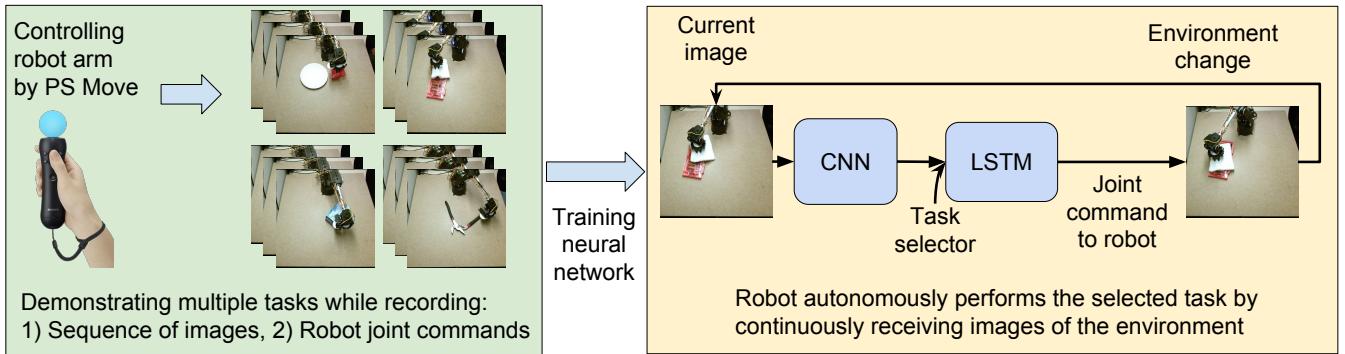 Controlling
robot arm
by PS Move
Demonstrating multiple tasks while recording:
1) Sequence of images, 2) Robot joint commands
Training
neural
network
Current
image
Environment
change
CNN
LSTM
Task
selector
Joint
command
to robot
Robot autonomously performs the selected task by
continuously receiving images of the environment